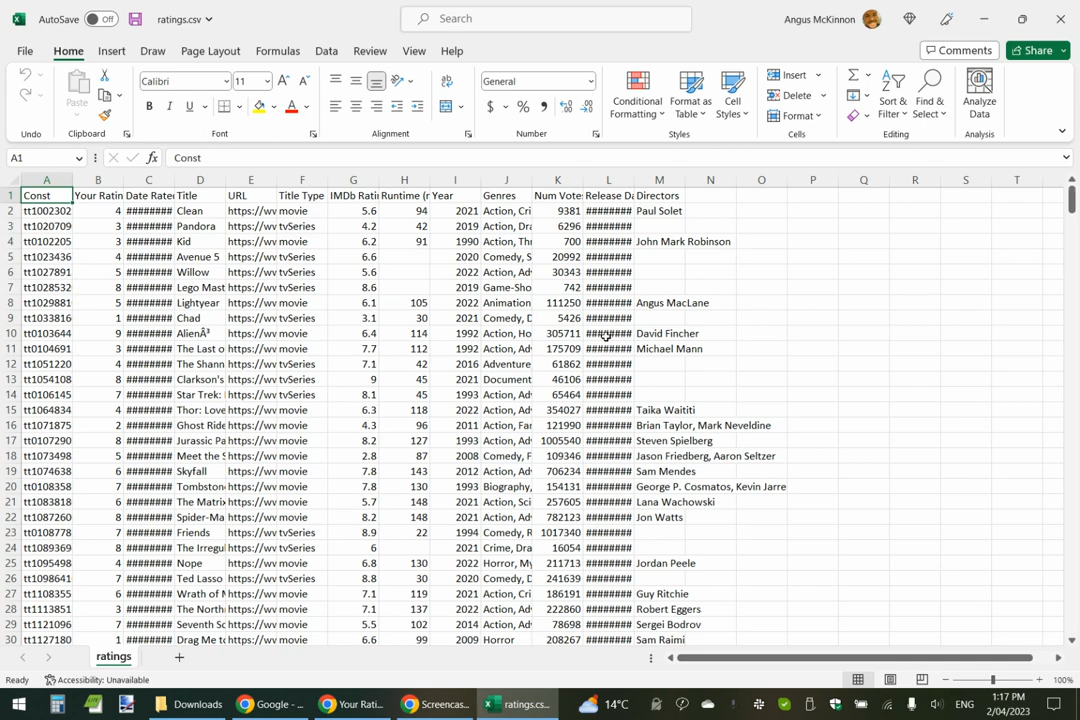 AutoSave Off ratings.csv Search Angus McKinnon
File Home Insert Draw Page Layout Formulas Data Review View Help Comments Share
Paste Calibri 11 General Conditional Formatting Format as Table Cell Styles Insert Delete Format Sort & Filter Find & Select Analyze Data
B I U A $ % ,
Undo Clipboard Font Alignment Number Styles Cells Editing Analysis
A1 fx Const
A B C D E F G H I J K L M N O P Q R S T
1 Const Your Ratin Date Rated Title URL Title Type IMDb Rati Runtime (r Year Genres Num Votes Release Da Directors
2 tt1002302 4 ######## Clean https://wv movie 5.6 94 2021 Action, Cri 9381 ######## Paul Solet
3 tt1020709 3 ######## Pandora https://wv tvSeries 4.2 42 2019 Action, Dra 6296 ########
4 tt0102205 3 ######## Kid https://wv movie 6.2 91 1990 Action, Thr 700 ######## John Mark Robinson
5 tt1023436 4 ######## Avenue 5 https://wv tvSeries 6.6 2020 Comedy, S 20992 ########
6 tt1027891 5 ######## Willow https://wv tvSeries 5.6 2022 Action, Adv 30343 ########
7 tt1028532 8 ######## Lego Mast https://wv tvSeries 8.6 2019 Game-Sho 742 ########
8 tt1029881 5 ######## Lightyear https://wv movie 6.1 105 2022 Animation 111250 ######## Angus MacLane
9 tt1033816 1 ######## Chad https://wv tvSeries 3.1 30 2021 Comedy, D 5426 ########
10 tt0103644 9 ######## AlienÂ³ https://wv movie 6.4 114 1992 Action, Ho 305711 ######## David Fincher
11 tt0104691 3 ######## The Last o https://wv movie 7.7 112 1992 Action, Adv 175709 ######## Michael Mann
12 tt1051220 4 ######## The Shann https://wv tvSeries 7.1 42 2016 Adventure 61862 ########
13 tt1054108 8 ######## Clarkson's https://wv tvSeries 9 45 2021 Document 46106 ########
14 tt0106145 7 ######## Star Trek: https://wv tvSeries 8.1 45 1993 Action, Adv 65464 ########
15 tt1064834 4 ######## Thor: Love https://wv movie 6.3 118 2022 Action, Adv 354027 ######## Taika Waititi
16 tt1071875 2 ######## Ghost Ride https://wv movie 4.3 96 2011 Action, Fan 121990 ######## Brian Taylor, Mark Neveldine
17 tt0107290 8 ######## Jurassic Pa https://wv movie 8.2 127 1993 Action, Adv 1005540 ######## Steven Spielberg
18 tt1073498 5 ######## Meet the S https://wv movie 2.8 87 2008 Comedy, Fa 109346 ######## Jason Friedberg, Aaron Seltzer
19 tt1074638 6 ######## Skyfall https://wv movie 7.8 143 2012 Action, Adv 706234 ######## Sam Mendes
20 tt0108358 7 ######## Tombstone https://wv movie 7.8 130 1993 Biography, 154131 ######## George P. Cosmatos, Kevin Jarre
21 tt1083818 6 ######## The Matrix https://wv movie 5.7 148 2021 Action, Sci 257605 ######## Lana Wachowski
22 tt1087260 8 ######## Spider-Ma https://wv movie 8.2 148 2021 Action, Adv 782123 ######## Jon Watts
23 tt0108778 7 ######## Friends https://wv tvSeries 8.9 22 1994 Comedy, R 1017340 ########
24 tt1089369 8 ######## The Irregul https://wv tvSeries 6 2021 Crime, Dra 16054 ########
25 tt1095498 4 ######## Nope https://wv movie 6.8 130 2022 Horror, My 211713 ######## Jordan Peele
26 tt1098641 7 ######## Ted Lasso https://wv tvSeries 8.8 30 2020 Comedy, D 241639 ########
27 tt1108355 6 ######## Wrath of M https://wv movie 7.1 119 2021 Action, Cri 186191 ######## Guy Ritchie
28 tt1113851 3 ######## The North https://wv movie 7.1 137 2022 Action, Adv 222860 ######## Robert Eggers
29 tt1121096 7 ######## Seventh So https://wv movie 5.5 102 2014 Action, Adv 78698 ######## Sergei Bodrov
30 tt1127180 1 ######## Drag Me to https://wv movie 6.6 99 2009 Horror 208267 ######## Sam Raimi
ratings
Ready Accessibility: Unavailable 100%
Downloads Google - ... Your Rati... Screencas... ratings.cs... 14°C 1:17 PM
2/04/2023